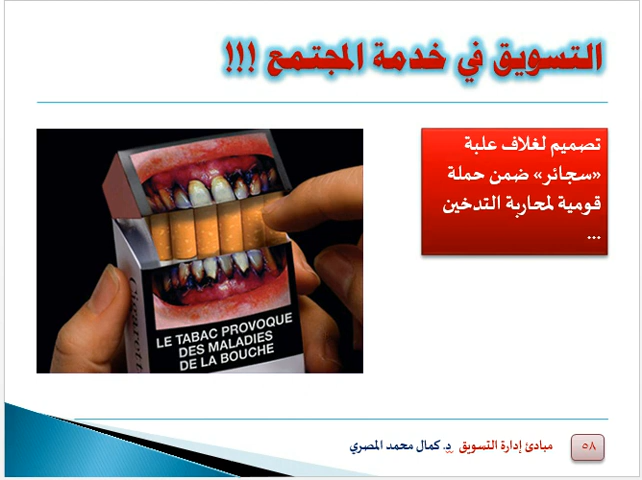 التسويق في خدمة المجتمع !!!
تصميم لغلاف علبة
«سجائر» ضمن حملة
قومية لمحاربة التدخين
...
Cigarett
LE TABAC PROVOQUE
DES MALADIES
DE LA BOUCHE
٥٨ مبادئ إدارة التسويق د. كمال محمد المصري